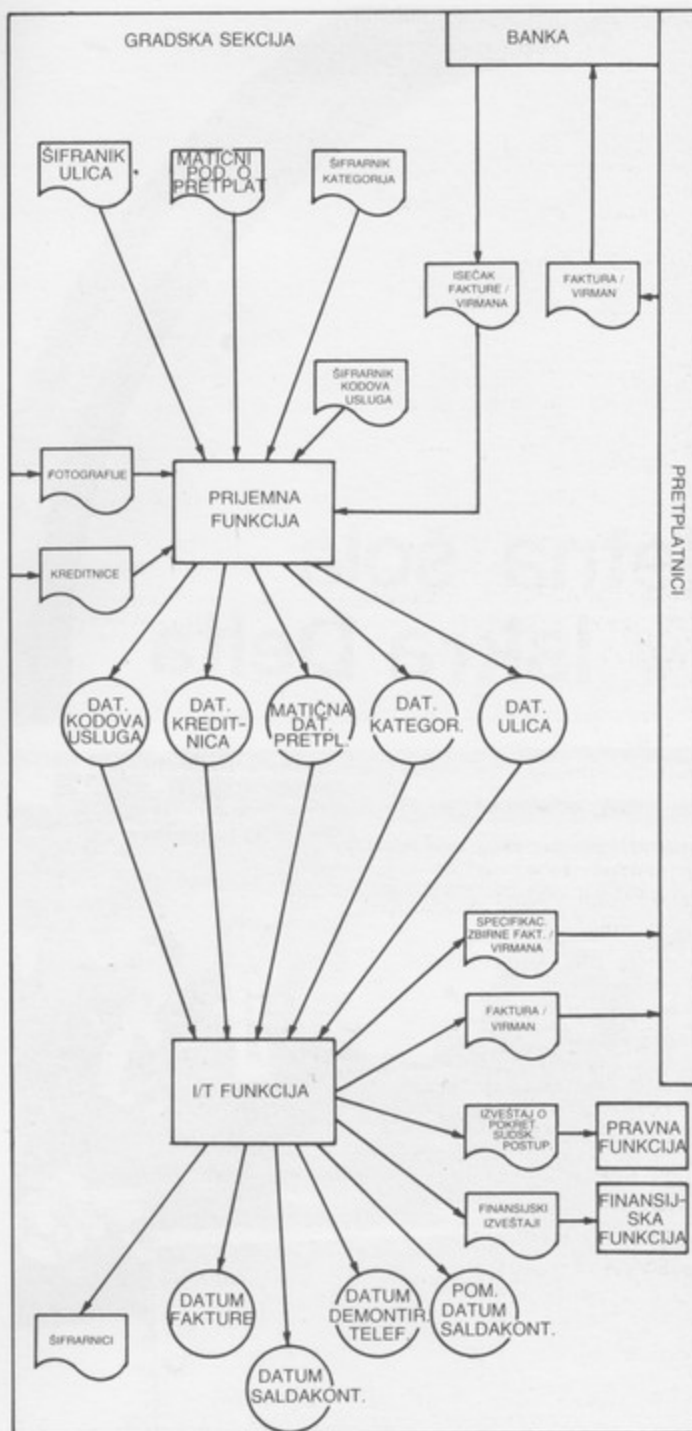 GRADSKA SEKCIJA
BANKA
ŠIFRANIK
ULICA
MATIČNI
POD. O
PRETPLAT
ŠIFRARNIK
KATEGORIJA
ISEČAK
FAKTURE /
VIRMANA
FAKTURA /
VIRMAN
ŠIFRARNIK
KODOVA
USLUGA
PRETPLATNICI
FOTOGRAFIJE
PRIJEMNA
FUNKCIJA
KREDITNICE
DAT.
KODOVA
USLUGA
DAT.
KREDIT-
NICA
MATIČNA
DAT.
PRETPL.
DAT.
KATEGOR.
DAT.
ULICA
SPECIFIKAC.
ZBIRNE FAKT. /
VIRMANA
FAKTURA /
VIRMAN
I/T FUNKCIJA
IZVEŠTAJ O
POKRET.
SUDSK.
POSTUP.
PRAVNA
FUNKCIJA
FINANSIJSKI
IZVEŠTAJI
FINANSIJ-
SKA
FUNKCIJA
ŠIFRARNICI
DATUM
FAKTURE
DATUM
SALDAKONT.
DATUM
DEMONTIR.
TELEF.
POM.
DATUM
SALDAKONT.